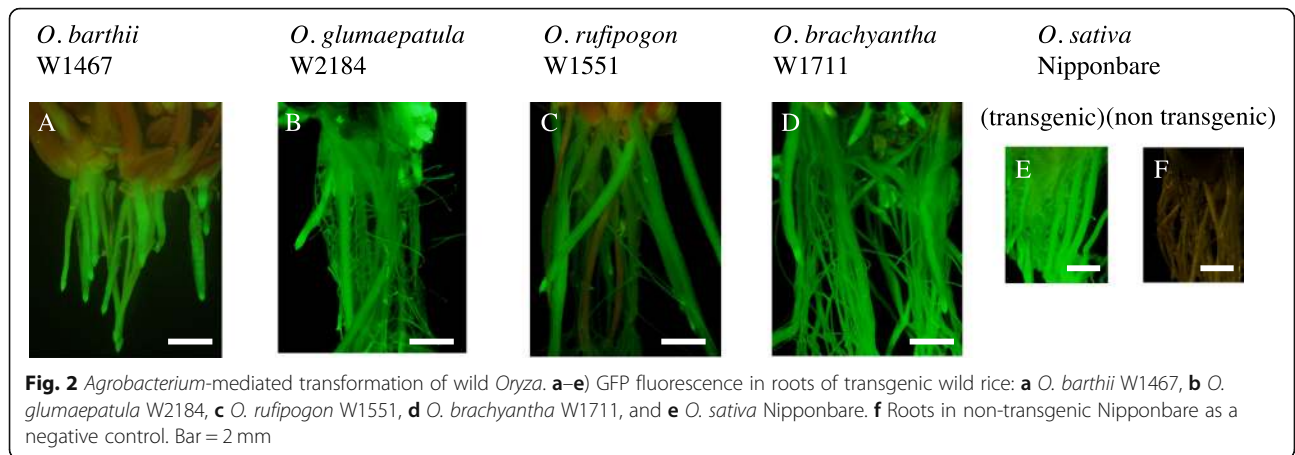 O. barthii
W1467
O. glumaepatula
W2184
O. rufipogon
W1551
O. brachyantha
W1711
O. sativa
Nipponbare
(transgenic)(non transgenic)
A
B
C
D
E
F
Fig. 2 Agrobacterium-mediated transformation of wild Oryza. a–e) GFP fluorescence in roots of transgenic wild rice: a O. barthii W1467, b O.
glumaepatula W2184, c O. rufipogon W1551, d O. brachyantha W1711, and e O. sativa Nipponbare. f Roots in non-transgenic Nipponbare as a
negative control. Bar = 2 mm